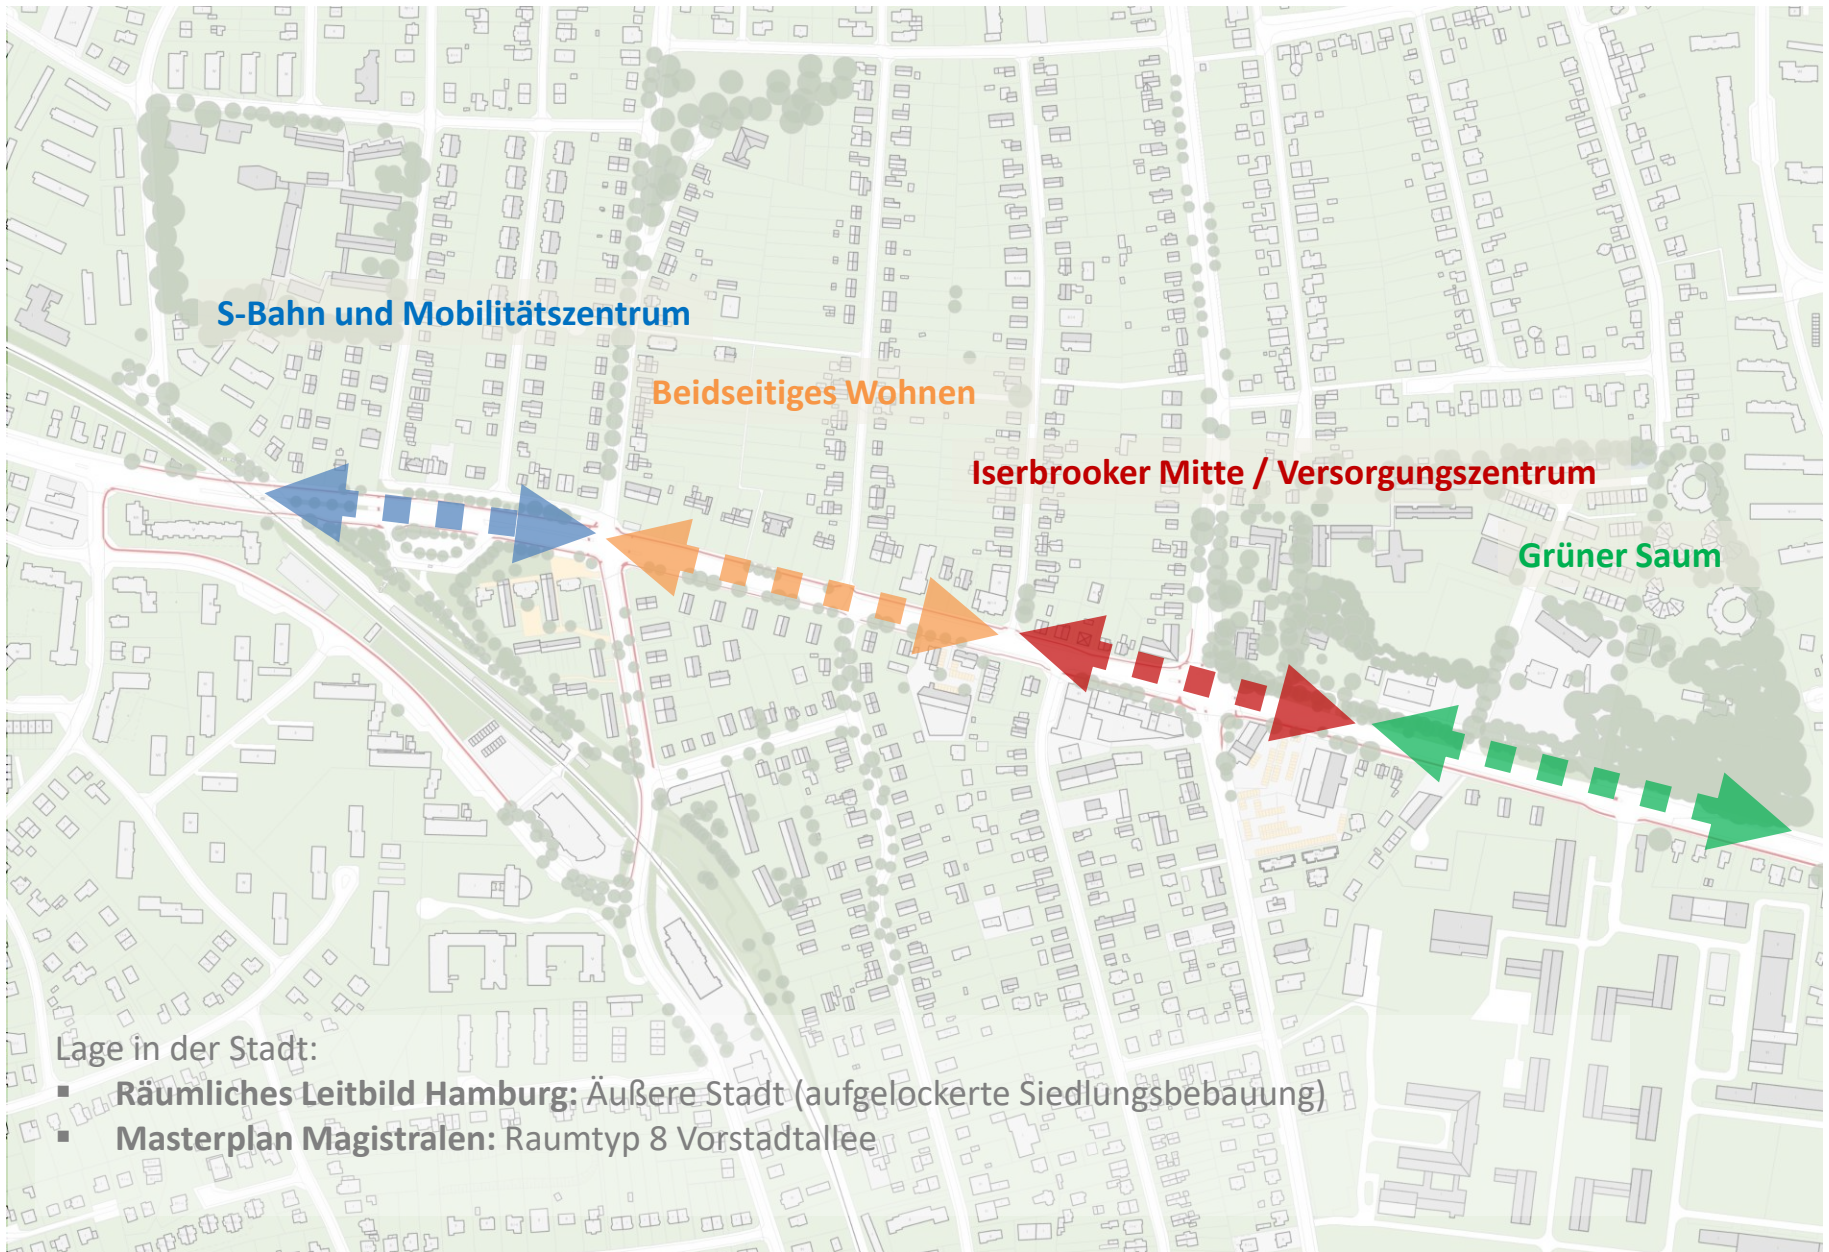 S-Bahn und Mobilitätszentrum
Beidseitiges Wohnen
Iserbrooker Mitte / Versorgungszentrum
Grüner Saum
Lage in der Stadt:
▪ Räumliches Leitbild Hamburg: Äußere Stadt (aufgelockerte Siedlungsbebauung)
▪ Masterplan Magistralen: Raumtyp 8 Vorstadtallee